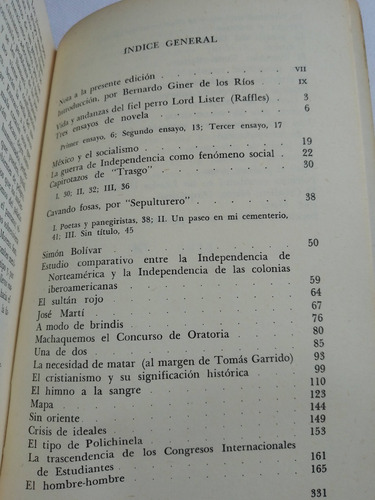 INDICE GENERAL
Nota a la presente edición . . . . . . . . . . VII
Introducción, por Bernardo Giner de los Ríos . . . IX
Vida y andanzas del fiel perro Lord Lister (Raffles) . . 3
Tres ensayos de novela . . . . . . . . . . 6
Primer ensayo, 6; Segundo ensayo, 13; Tercer ensayo, 17
México y el socialismo . . . . . . . . . . 19
La guerra de Independencia como fenómeno social . . 22
Capirotazos de "Trasgo" . . . . . . . . . . 30
I, 30; II, 32; III, 36
Cavando fosas, por "Sepulturero" . . . . . . . 38
I. Poetas y panegiristas, 38; II. Un paseo en mi cementerio,
41; III. Sin título, 45
Simón Bolívar . . . . . . . . . . 50
Estudio comparativo entre la Independencia de
Norteamérica y la Independencia de las colonias
iberoamericanas . . . . . . . . . . 59
El sultán rojo . . . . . . . . . . 64
José Martí . . . . . . . . . . 67
A modo de brindis . . . . . . . . . . 76
Machaquemos el Concurso de Oratoria . . . . . 80
Una de dos . . . . . . . . . . 85
La necesidad de matar (al margen de Tomás Garrido) 93
El cristianismo y su significación histórica . . . . 99
El himno a la sangre . . . . . . . . . . 110
Mapa . . . . . . . . . . 123
Sin oriente . . . . . . . . . . 144
Crisis de ideales . . . . . . . . . . 149
El tipo de Polichinela . . . . . . . . . . 153
La trascendencia de los Congresos Internacionales
de Estudiantes . . . . . . . . . . 161
El hombre-hombre . . . . . . . . . . 165
331